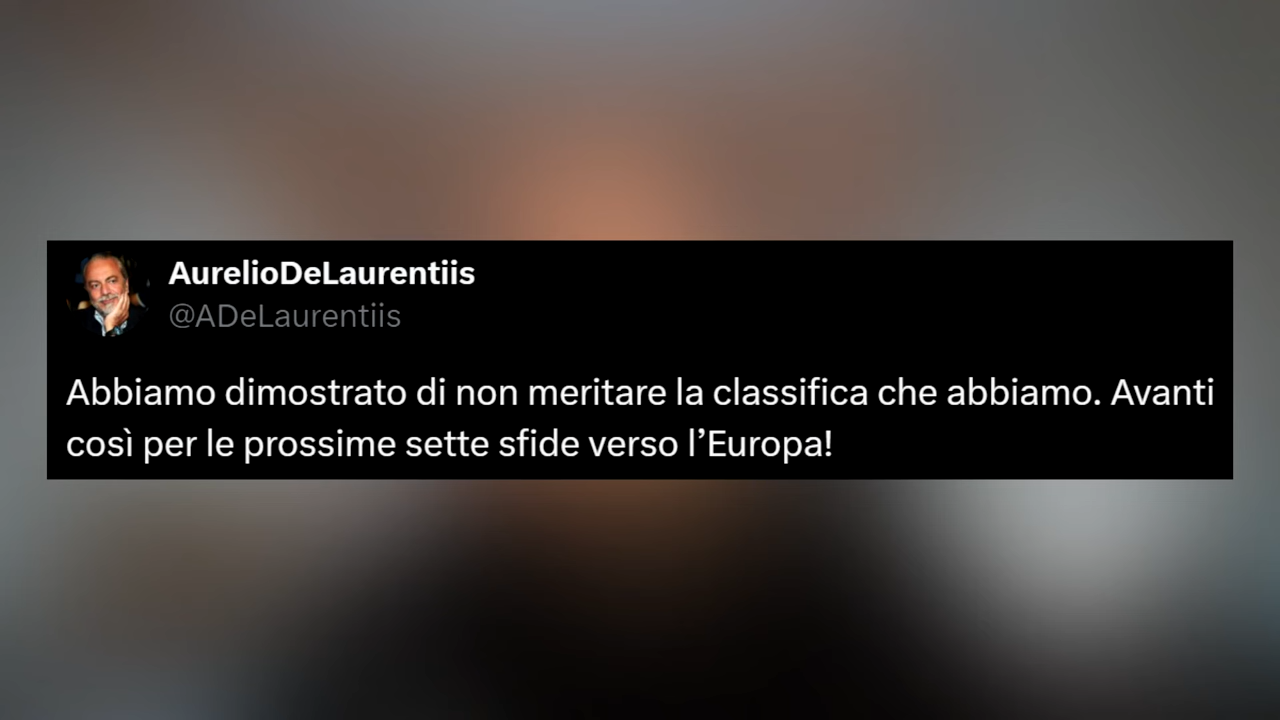 AurelioDeLaurentiis
@ADeLaurentiis
Abbiamo dimostrato di non meritare la classifica che abbiamo. Avanti
così per le prossime sette sfide verso l’Europa!